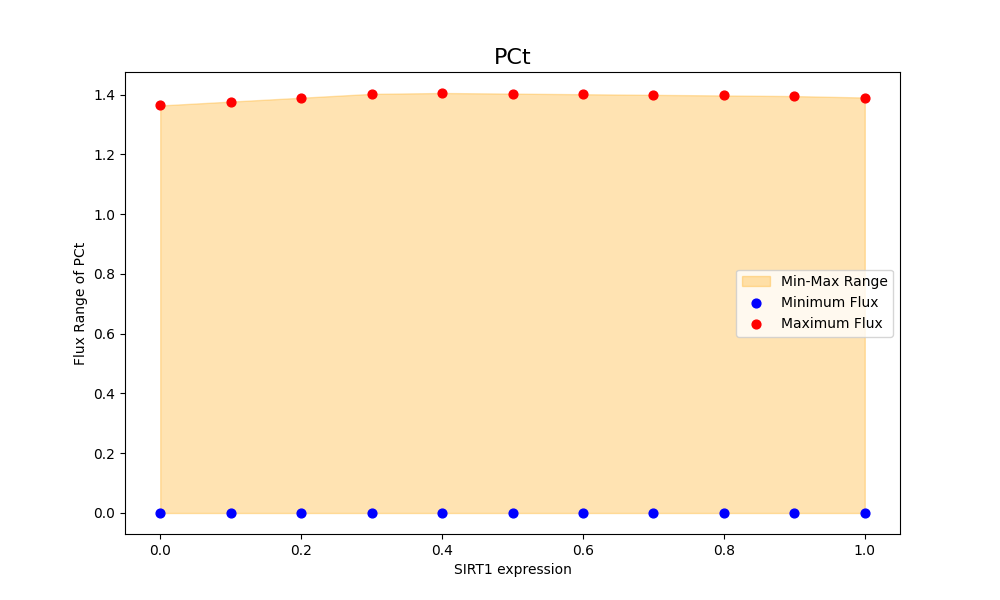 PCt
Flux Range of PCt
1.4
1.2
1.0
0.8
0.6
0.4
0.2
0.0
Min-Max Range
Minimum Flux
Maximum Flux
0.0 0.2 0.4 0.6 0.8 1.0
SIRT1 expression